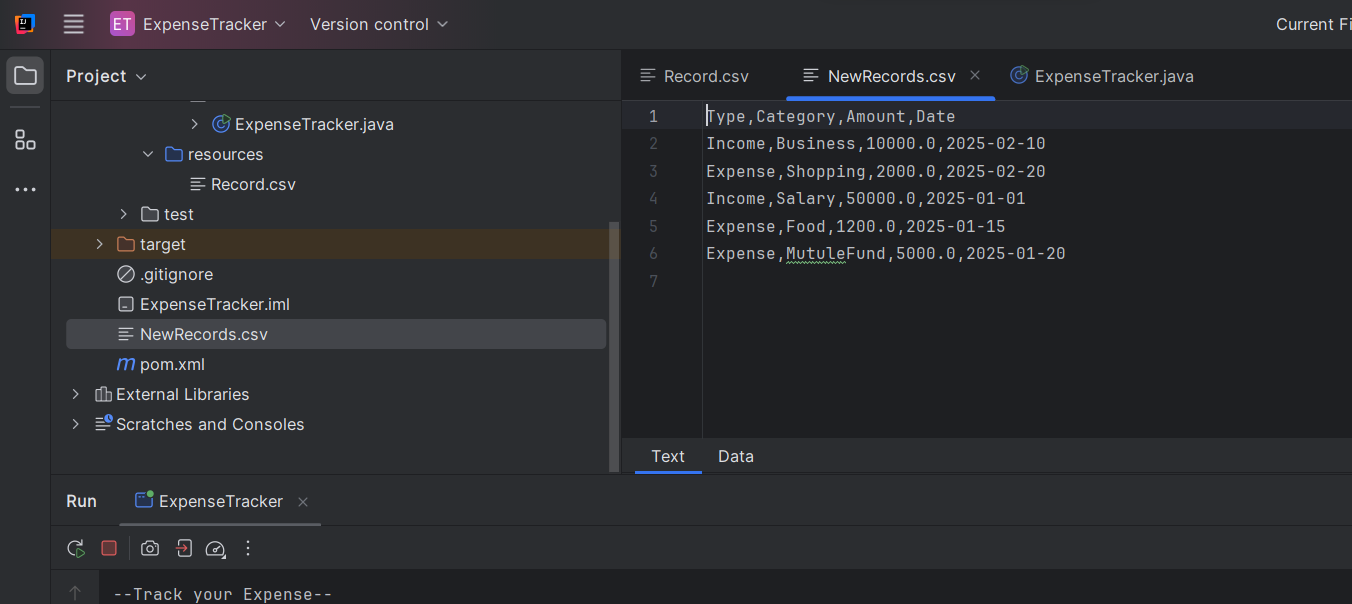 ET ExpenseTracker Version control Current Fi
Project
Record.csv NewRecords.csv ExpenseTracker.java
ExpenseTracker.java
resources
Record.csv
test
target
.gitignore
ExpenseTracker.iml
NewRecords.csv
m pom.xml
External Libraries
Scratches and Consoles
1 Type,Category,Amount,Date
2 Income,Business,10000.0,2025-02-10
3 Expense,Shopping,2000.0,2025-02-20
4 Income,Salary,50000.0,2025-01-01
5 Expense,Food,1200.0,2025-01-15
6 Expense,MutuleFund,5000.0,2025-01-20
7
Text Data
Run ExpenseTracker
--Track your Expense--